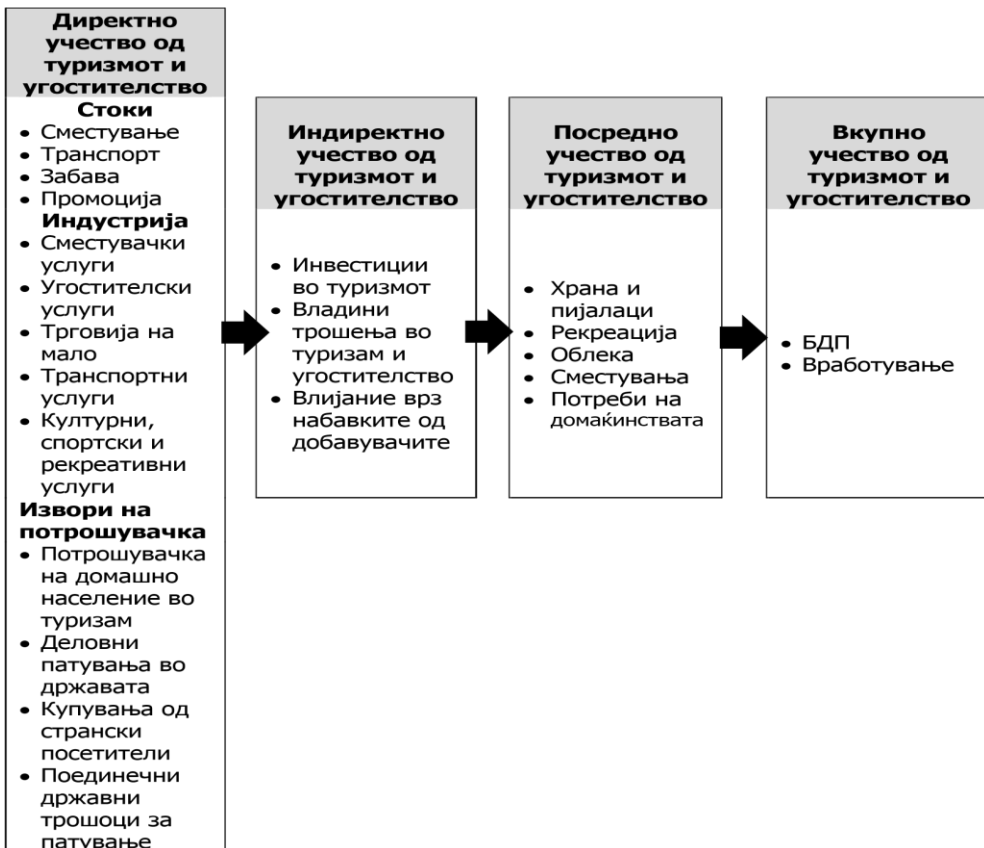 Директно
учество од
туризмот и
угостителство
Стоки
• Сместување
• Транспорт
• Забава
• Промоција
Индустрија
• Сместувачки
услуги
• Угостителски
услуги
• Трговија на
мало
• Транспортни
услуги
• Културни,
спортски и
рекреативни
услуги
Извори на
потрошувачка
• Потрошувачка
на домашно
население во
туризам
• Деловни
патувања во
државата
• Купувања од
странски
посетители
• Поединечни
државни
трошоци за
патување
Индиректно
учество од
туризмот и
угостителство
• Инвестиции
во туризмот
• Владини
трошења во
туризам и
угостителство
• Влијание врз
набавките од
добавувачите
Посредно
учество од
туризмот и
угостителство
• Храна и
пијалаци
• Рекреација
• Облека
• Сместувања
• Потреби на
домаќинствата
Вкупно
учество од
туризмот и
угостителство
• БДП
• Вработување